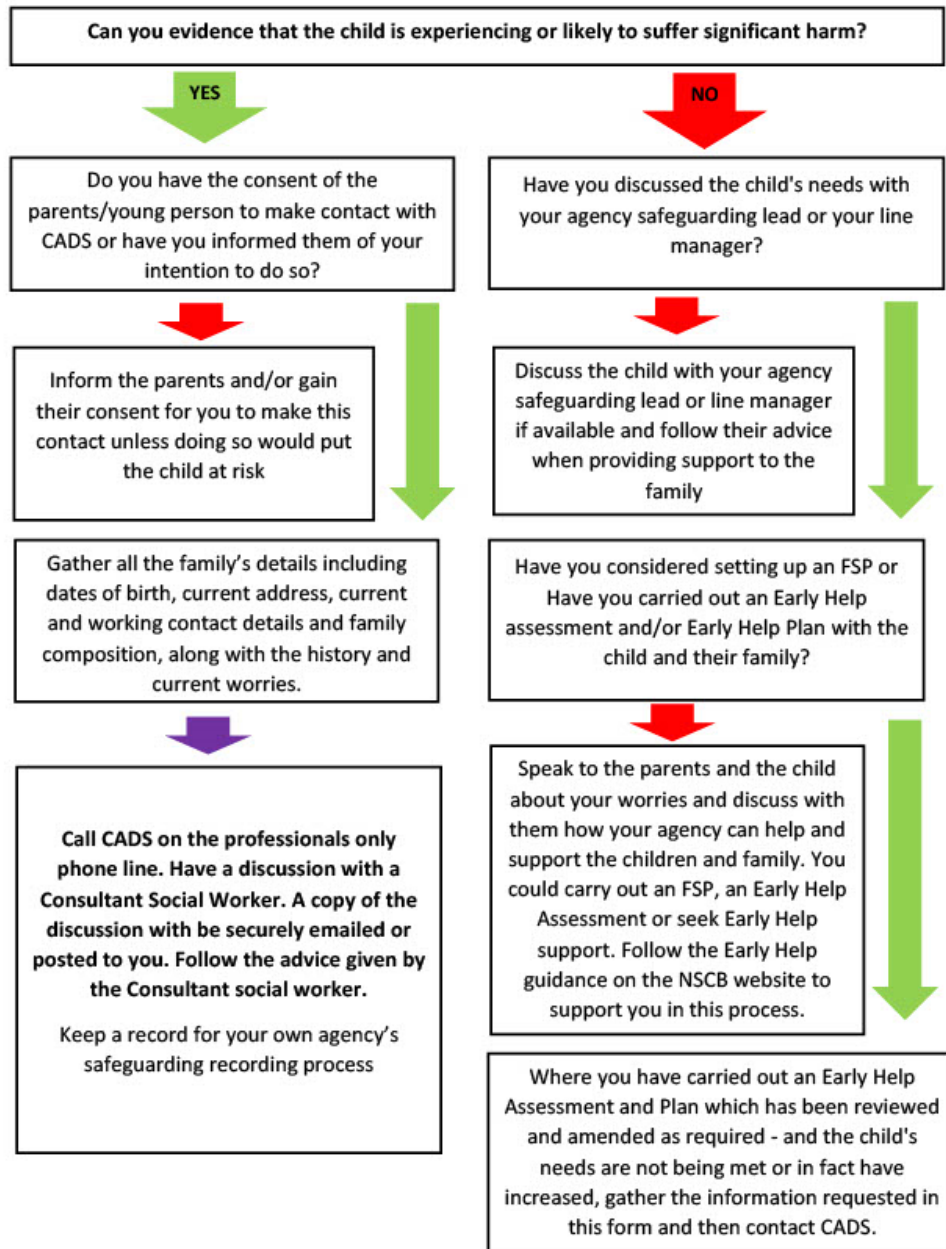 Can you evidence that the child is experiencing or likely to suffer significant harm?
YES
NO
Do you have the consent of the
parents/young person to make contact with
CADS or have you informed them of your
intention to do so?
Have you discussed the child's needs with
your agency safeguarding lead or your line
manager?
Inform the parents and/or gain
their consent for you to make this
contact unless doing so would put
the child at risk
Discuss the child with your agency
safeguarding lead or line manager
if available and follow their advice
when providing support to the
family
Gather all the family’s details including
dates of birth, current address, current
and working contact details and family
composition, along with the history and
current worries.
Have you considered setting up an FSP or
Have you carried out an Early Help
assessment and/or Early Help Plan with the
child and their family?
Call CADS on the professionals only
phone line. Have a discussion with a
Consultant Social Worker. A copy of the
discussion with be securely emailed or
posted to you. Follow the advice given by
the Consultant social worker.
Keep a record for your own agency’s
safeguarding recording process
Speak to the parents and the child
about your worries and discuss with
them how your agency can help and
support the children and family. You
could carry out an FSP, an Early Help
Assessment or seek Early Help
support. Follow the Early Help
guidance on the NSCB website to
support you in this process.
Where you have carried out an Early Help
Assessment and Plan which has been reviewed
and amended as required - and the child's
needs are not being met or in fact have
increased, gather the information requested in
this form and then contact CADS.